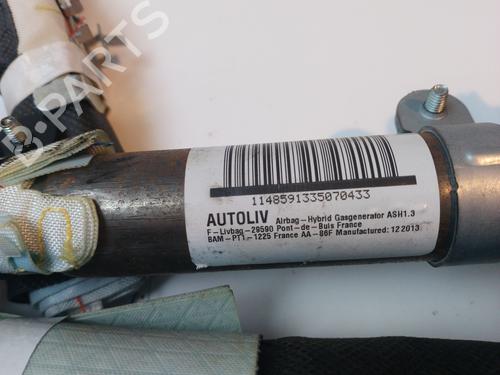 B-PARTS
1148591335070433
AUTOLIV Airbag-Hybrid Gasgenerator ASH1.3
F-Livbag-29590 Pont-de-Buis France
BAM-PT1-1225 France AA-B6F Manufactured: 12 2013